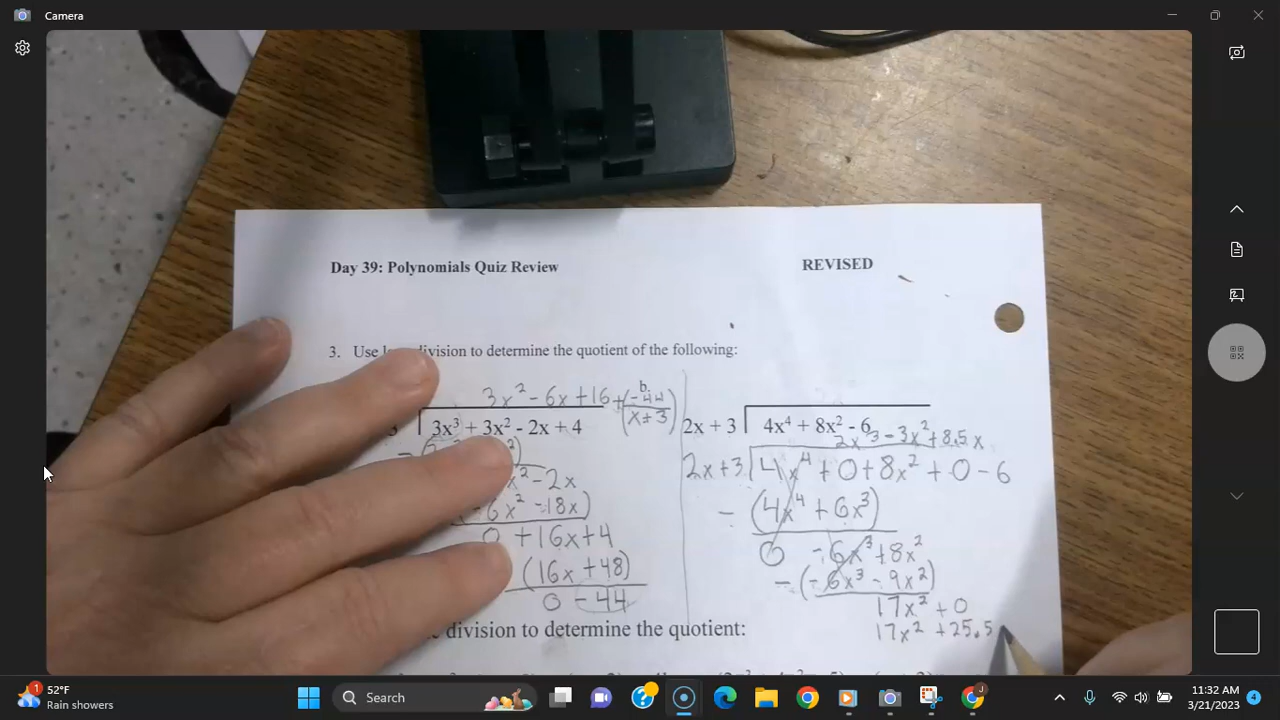 Camera
Day 39: Polynomials Quiz Review
REVISED
3. Use division to determine the quotient of the following:
b.
3x² - 6x + 16 + (-44/x+3)
3x³ + 3x² - 2x + 4
-2x
6x² - 18x)
0 + 16x + 4
(16x + 48)
0 - 44
2x + 3
4x⁴ + 8x² - 6
2x³ - 3x² + 8.5x
2x + 3
4x⁴ + 0 + 8x² + 0 - 6
- (4x⁴ + 6x³)
0 - 6x³ + 8x²
- (-6x³ - 9x²)
17x² + 0
17x² + 25.5
division to determine the quotient:
1
52°F
Rain showers
Search
11:32 AM
3/21/2023
4